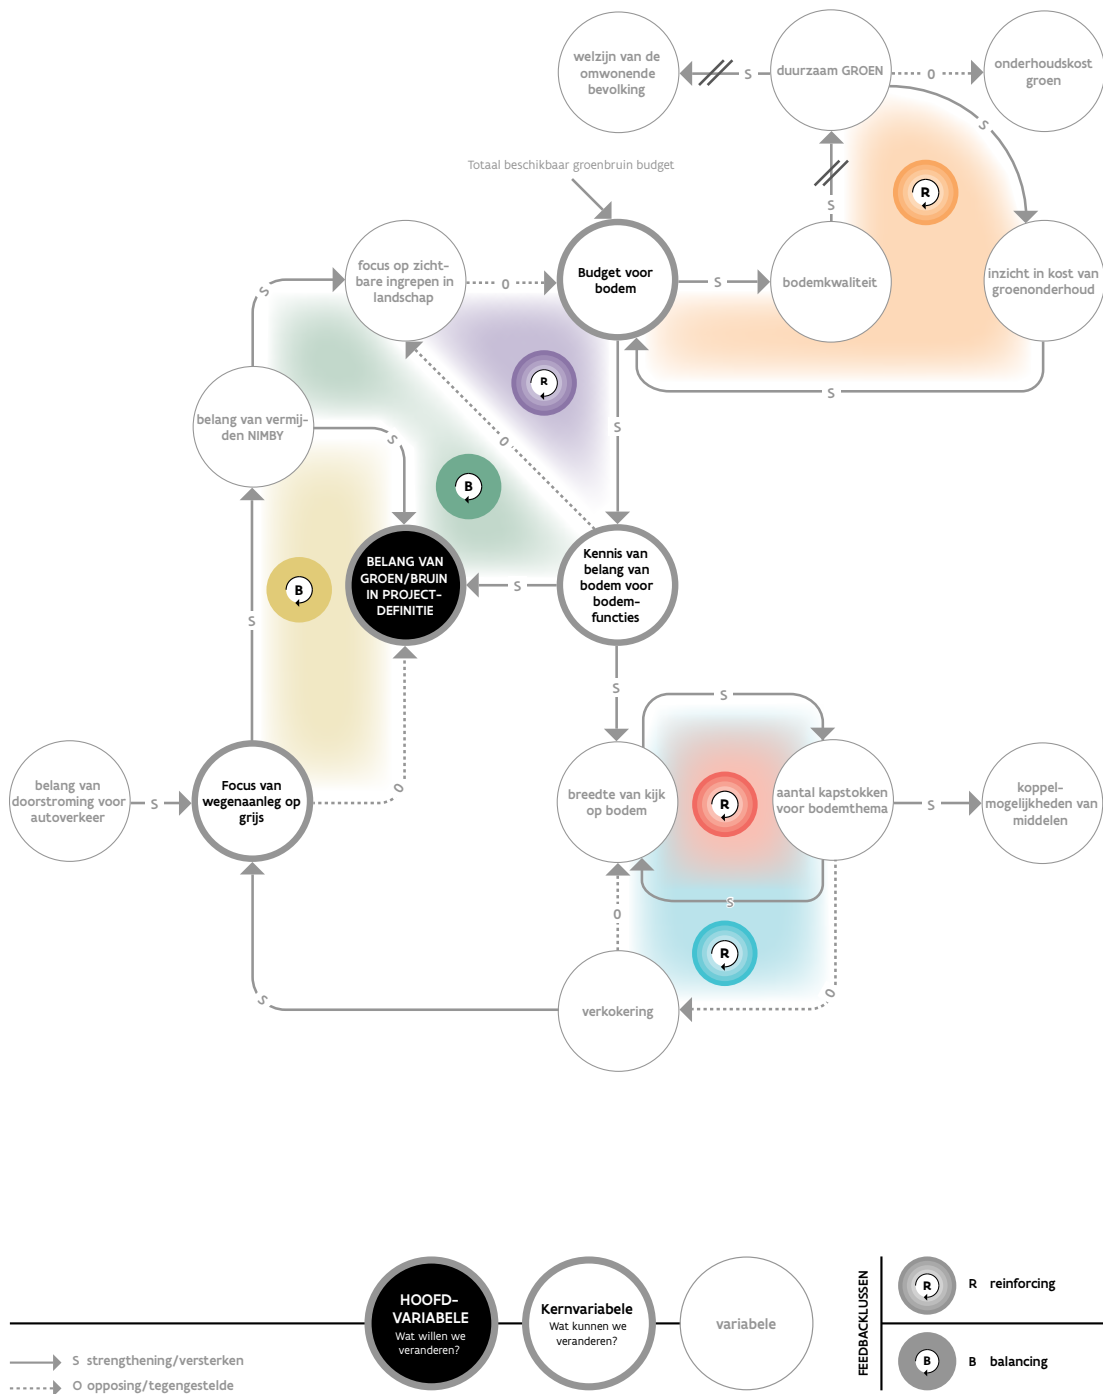 welzijn van de
omwonende
bevolking
S
duurzaam GROEN
O
onderhoudskost
groen
S
Totaal beschikbaar groenbruin budget
R
S
focus op zicht-
bare ingrepen in
landschap
O
Budget voor
bodem
S
bodemkwaliteit
inzicht in kost van
groenonderhoud
S
R
S
belang van vermij-
den NIMBY
S
O
S
B
BELANG VAN
GROEN/BRUIN
IN PROJECT-
DEFINITIE
S
Kennis van
belang van
bodem voor
bodem-
functies
B
S
S
S
belang van
doorstroming voor
autoverkeer
S
Focus van
wegenaanleg op
grijs
O
breedte van kijk
op bodem
R
aantal kapstokken
voor bodemthema
S
koppel-
mogelijkheden van
middelen
S
O
R
O
S
verkokering
HOOFD-
VARIABELE
Wat willen we
veranderen?
Kernvariabele
Wat kunnen we
veranderen?
variabele
FEEDBACKLUSSEN
R
R reinforcing
B
B balancing
S strengthening/versterken
O opposing/tegengestelde